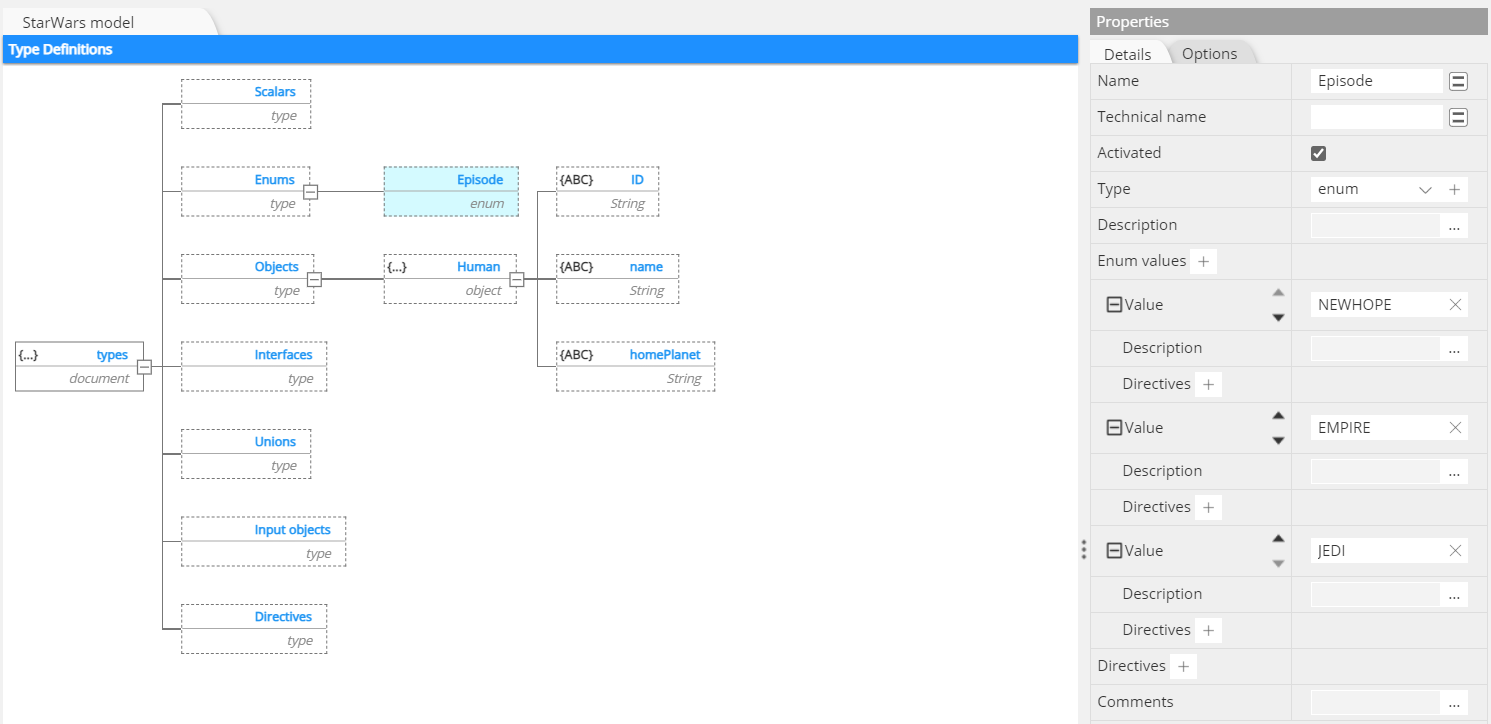 StarWars model
Type Definitions
Scalars
type
Enums
type
Episode
enum
{ABC} ID
String
Objects
type
{...} Human
object
{ABC} name
String
{...} types
document
Interfaces
type
{ABC} homePlanet
String
Unions
type
Input objects
type
Directives
type
Properties
Details Options
Name Episode
Technical name
Activated
Type enum
Description ...
Enum values +
Value NEWHOPE
Description ...
Directives +
Value EMPIRE
Description ...
Directives +
Value JEDI
Description ...
Directives +
Directives +
Comments ...